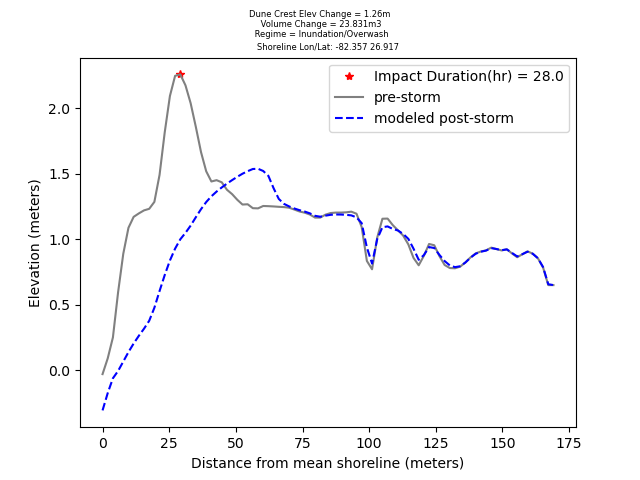 Dune Crest Elev Change = 1.26m
Volume Change = 23.831m3
Regime = Inundation/Overwash
Shoreline Lon/Lat: -82.357 26.917
Impact Duration(hr) = 28.0
pre-storm
modeled post-storm
Elevation (meters)
2.0
1.5
1.0
0.5
0.0
0 25 50 75 100 125 150 175
Distance from mean shoreline (meters)